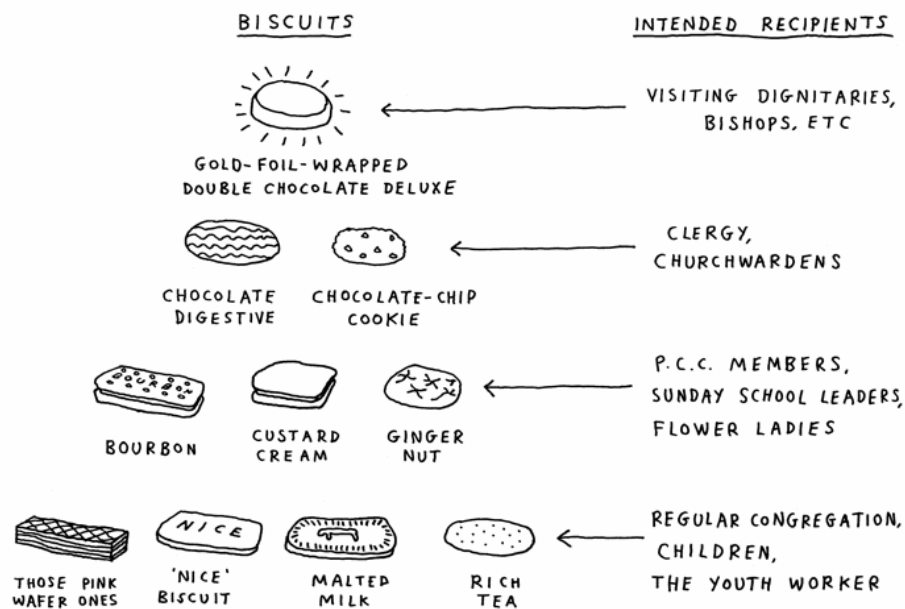 BISCUITS
INTENDED RECIPIENTS
GOLD-FOIL-WRAPPED
DOUBLE CHOCOLATE DELUXE
VISITING DIGNITARIES,
BISHOPS, ETC
CHOCOLATE
DIGESTIVE
CHOCOLATE-CHIP
COOKIE
CLERGY,
CHURCHWARDENS
BOURBON
BOURBON
CUSTARD
CREAM
GINGER
NUT
P.C.C. MEMBERS,
SUNDAY SCHOOL LEADERS,
FLOWER LADIES
THOSE PINK
WAFER ONES
NICE
'NICE'
BISCUIT
MALTED
MILK
RICH
TEA
REGULAR CONGREGATION,
CHILDREN,
THE YOUTH WORKER